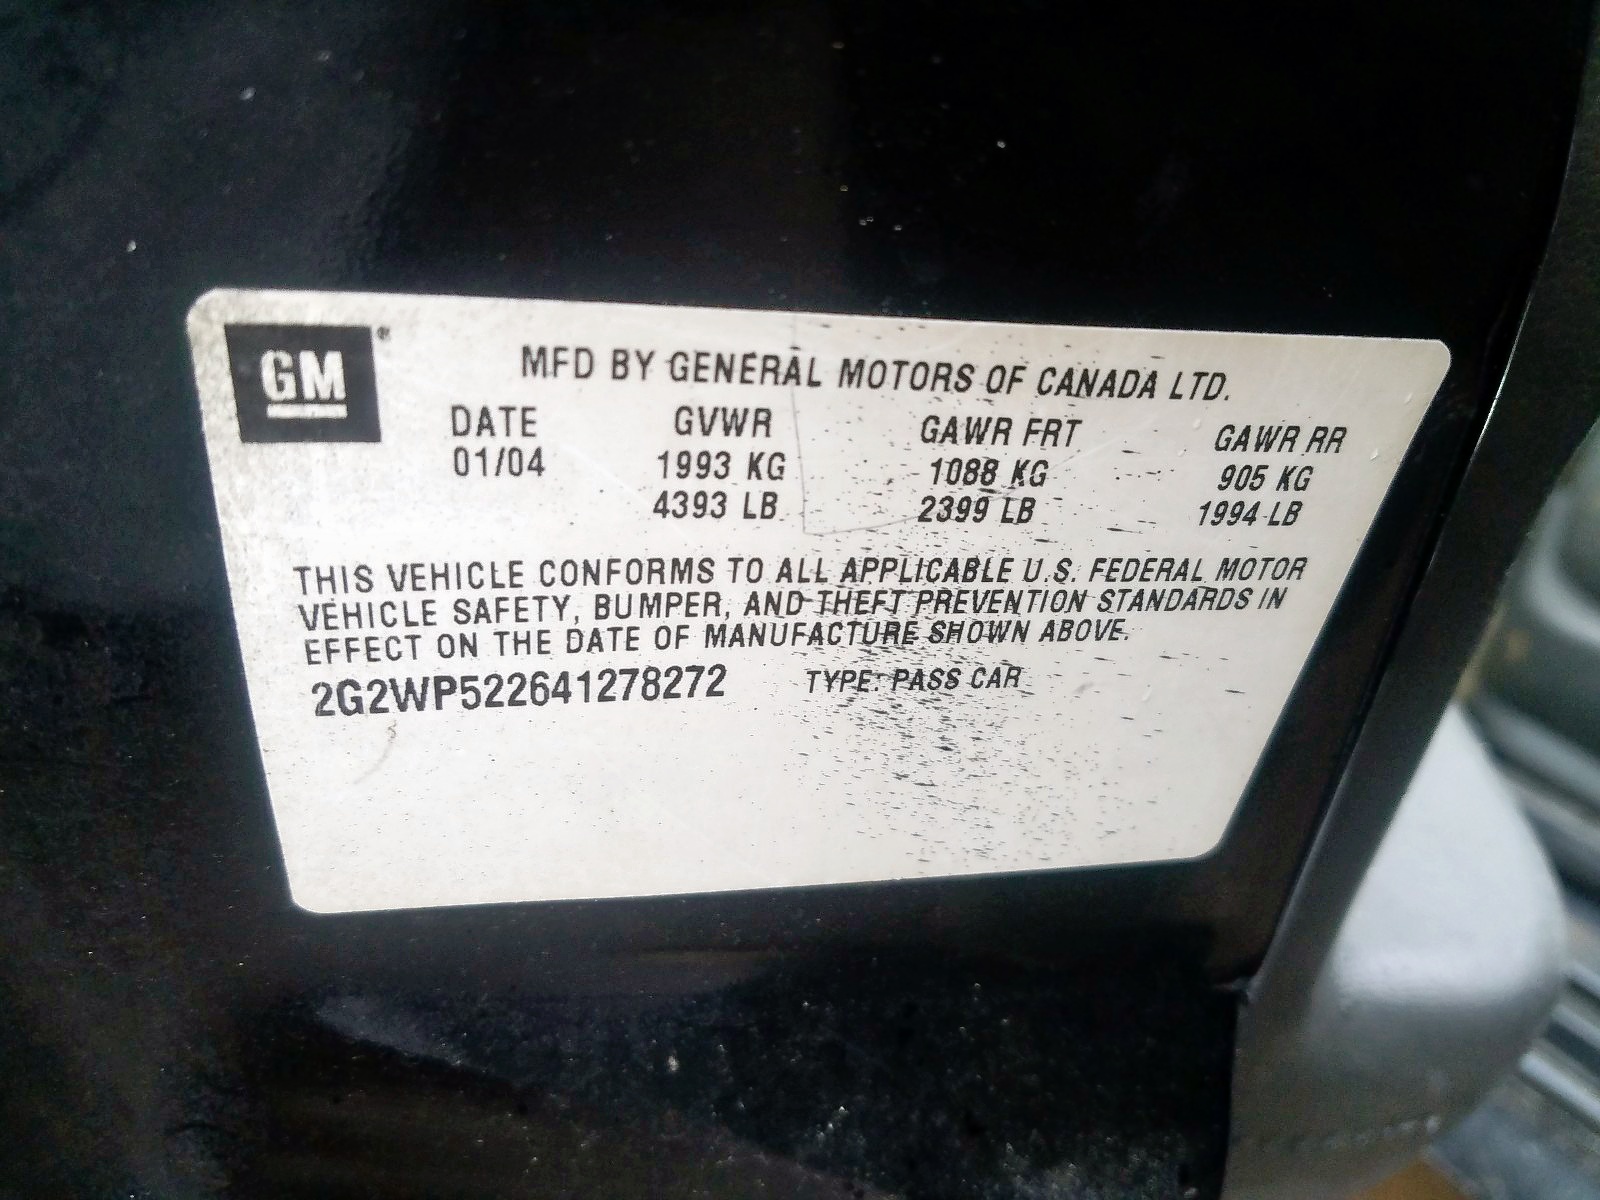 GM®
MFD BY GENERAL MOTORS OF CANADA LTD.
DATE GVWR GAWR FRT GAWR RR
01/04 1993 KG 1088 KG 905 KG
4393 LB 2399 LB 1994 LB
THIS VEHICLE CONFORMS TO ALL APPLICABLE U.S. FEDERAL MOTOR
VEHICLE SAFETY, BUMPER, AND THEFT PREVENTION STANDARDS IN
EFFECT ON THE DATE OF MANUFACTURE SHOWN ABOVE.
2G2WP522641278272 TYPE: PASS CAR